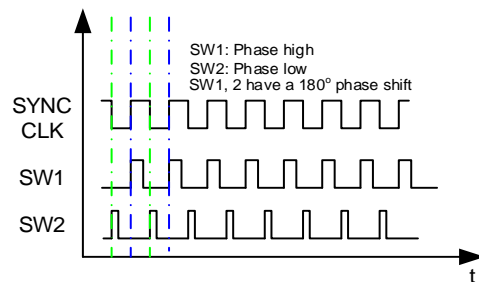 SW1: Phase high
SW2: Phase low
SW1, 2 have a 180° phase shift
SYNC
CLK
SW1
SW2
t